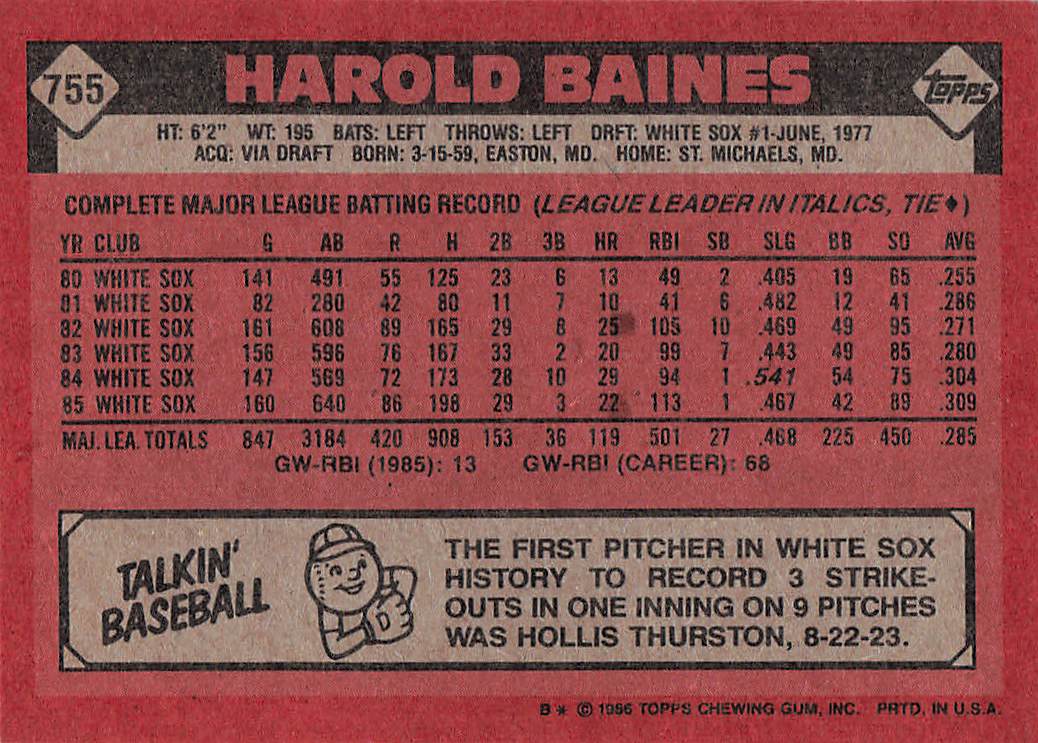 755 HAROLD BAINES topps
HT: 6'2" WT: 195 BATS: LEFT THROWS: LEFT DRFT: WHITE SOX #1-JUNE, 1977
ACQ: VIA DRAFT BORN: 3-15-59, EASTON, MD. HOME: ST. MICHAELS, MD.
COMPLETE MAJOR LEAGUE BATTING RECORD (LEAGUE LEADER IN ITALICS, TIE♦)
YR CLUB G AB R H 2B 3B HR RBI SB SLG BB SO AVG
80 WHITE SOX 141 491 55 125 23 6 13 49 2 .405 19 65 .255
81 WHITE SOX 82 280 42 80 11 7 10 41 6 .482 12 41 .286
82 WHITE SOX 161 608 89 165 29 8 25 105 10 .469 49 95 .271
83 WHITE SOX 156 596 76 167 33 2 20 99 7 .443 49 85 .280
84 WHITE SOX 147 569 72 173 28 10 29 94 1 .541 54 75 .304
85 WHITE SOX 160 640 86 198 29 3 22 113 1 .467 42 89 .309
MAJ. LEA. TOTALS 847 3184 420 908 153 36 119 501 27 .468 225 450 .285
GW-RBI (1985): 13 GW-RBI (CAREER): 68
TALKIN'
BASEBALL
THE FIRST PITCHER IN WHITE SOX
HISTORY TO RECORD 3 STRIKE-
OUTS IN ONE INNING ON 9 PITCHES
WAS HOLLIS THURSTON, 8-22-23.
B* © 1986 TOPPS CHEWING GUM, INC. PRTD, IN U.S.A.